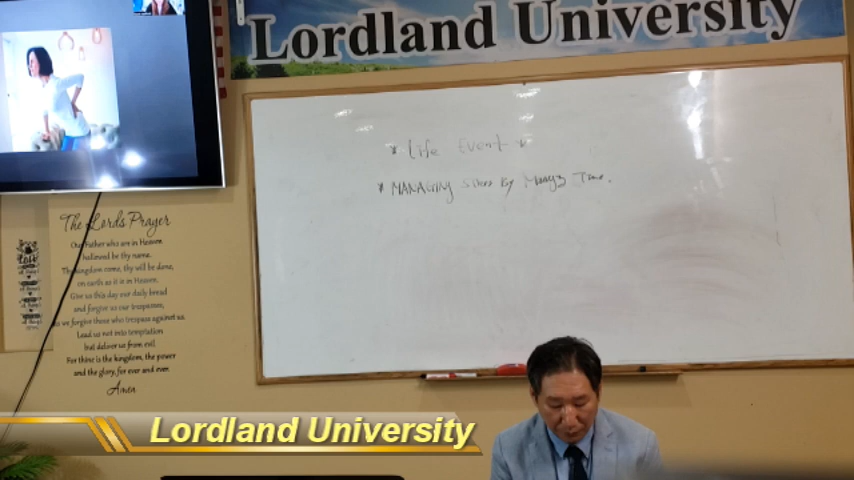 Lordland University
* Life Event *
* MANAGING Stress By Managing Time.
The Lord's Prayer
Our Father who are in Heaven
hallowed be thy name.
Thy kingdom come, thy will be done,
on earth as it is in Heaven.
Give us this day our daily bread
and forgive us our trespasses,
as we forgive those who trespass against us.
Lead us not into temptation
but deliver us from evil.
For thine is the kingdom, the power
and the glory, for ever and ever
Amen
Lordland University